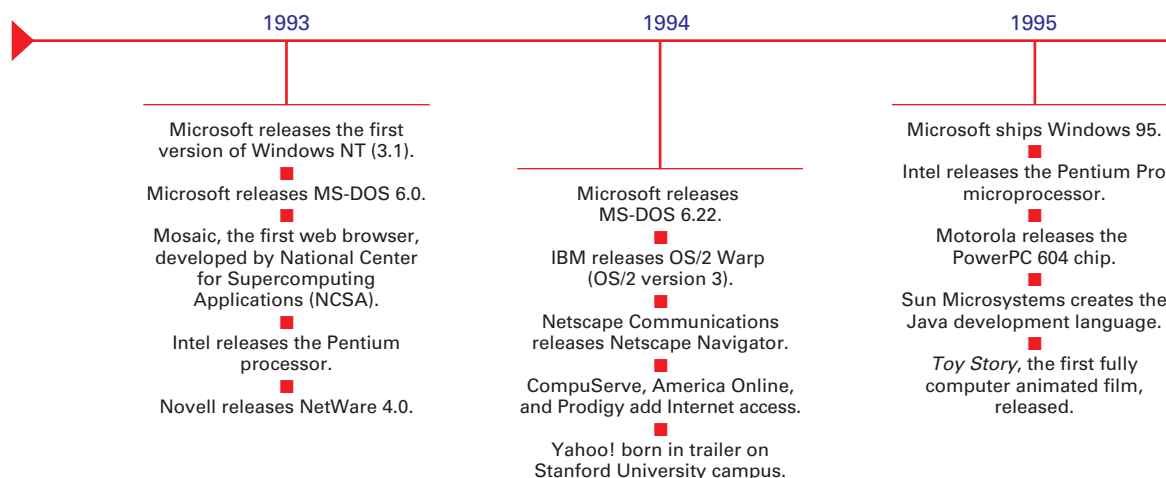 1993
Microsoft releases the first
version of Windows NT (3.1).
Microsoft releases MS-DOS 6.0.
Mosaic, the first web browser,
developed by National Center
for Supercomputing
Applications (NCSA).
Intel releases the Pentium
processor.
Novell releases NetWare 4.0.
1994
Microsoft releases
MS-DOS 6.22.
IBM releases OS/2 Warp
(OS/2 version 3).
Netscape Communications
releases Netscape Navigator.
CompuServe, America Online,
and Prodigy add Internet access.
Yahoo! born in trailer on
Stanford University campus.
1995
Microsoft ships Windows 95.
Intel releases the Pentium Pro
microprocessor.
Motorola releases the
PowerPC 604 chip.
Sun Microsystems creates the
Java development language.
Toy Story, the first fully
computer animated film,
released.